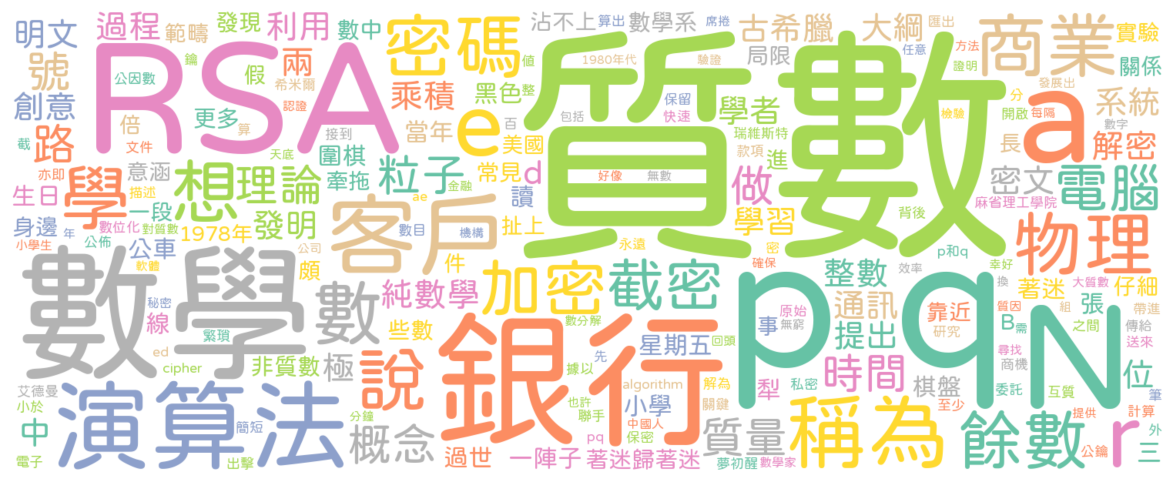 明文 過程 範疇 發現 利用 數中 密碼 沾不上 算出 數學系 古希臘 席捲 大綱 匯出 商業 實驗
號 公因數 鑰 假 兩 RSA 值 1980年代 驗證 局限 任意 方法 證明 關係
創意 希米爾 認證 乘積 黑色 整 質數 保留 快速 學者 發展出 系統
路 倍 更多 算 當年 e 百 包括 瑞維斯特 分 開啟 每隔 a 數字
截 文件 接到 圍棋 美國 款項 進 檢驗 長 解密
亦即 天底 意涵 牽拖 粒子 常見 d 好像 無數 做 密文 電腦
生日 學 描述 一段 想 理論 金融 讀 麻省理工學院
身邊 年 數位化 對質數 ae 客戶 扯上 學習 背後
小學生 公佈 公車 1978年 發明 數目 機構 永遠 密 p和q 物理
軟體 公司 頗 件 確保 效率 幸好
數學 數 純數學 加密 截密 整數 換 大質數 著迷 仔細
秘密 線 些數 原始 通訊 靠近 質因 組 張 帶進
繁瑣 數分解 事 無窮 提出 研究 B 需 之間 傳給
ed 非質數 極 說 銀行 先 回頭 星期五 pq N 尋找 送來
艾德曼 cipher 據以 algorithm 解為 犁 私密 時間 棋盤 商機 位
小於 演算法 分鐘 也許 小學 關鍵 委託 互質 筆
中 簡短 概念 聯手 中國人 質量 稱為 至少 提供 計算
電子 出擊 過世 pq 保密 餘數 r 外
一陣子 著迷歸著迷 夢初醒 數學家 公鑰 三